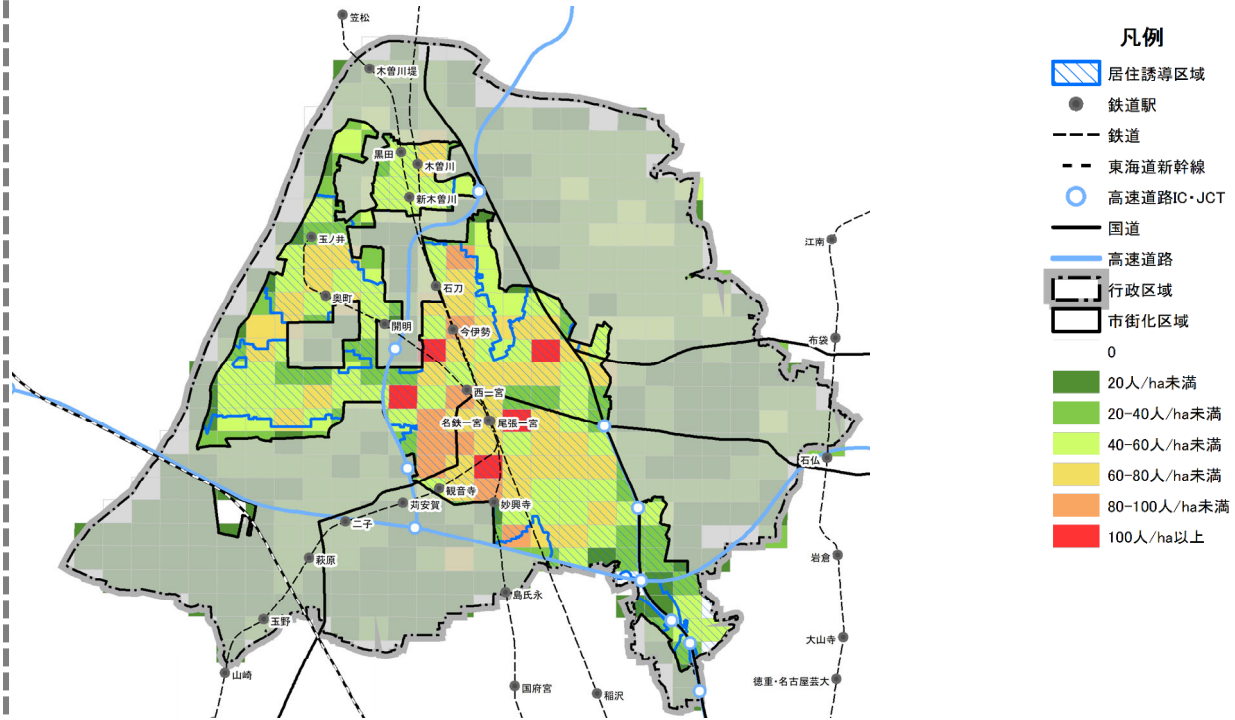 凡例
居住誘導区域
鉄道駅
鉄道
東海道新幹線
高速道路IC・JCT
国道
高速道路
行政区域
市街化区域
0
20人/ha未満
20-40人/ha未満
40-60人/ha未満
60-80人/ha未満
80-100人/ha未満
100人/ha以上
笠松
木曽川堤
黒田
木曽川
新木曽川
玉ノ井
江南
石刀
奥町
開明
今伊勢
布袋
西一宮
名鉄一宮
尾張一宮
石仏
観音寺
苅安賀
妙興寺
二子
萩原
岩倉
島氏永
玉野
大山寺
山崎
国府宮
稲沢
徳重・名古屋芸大